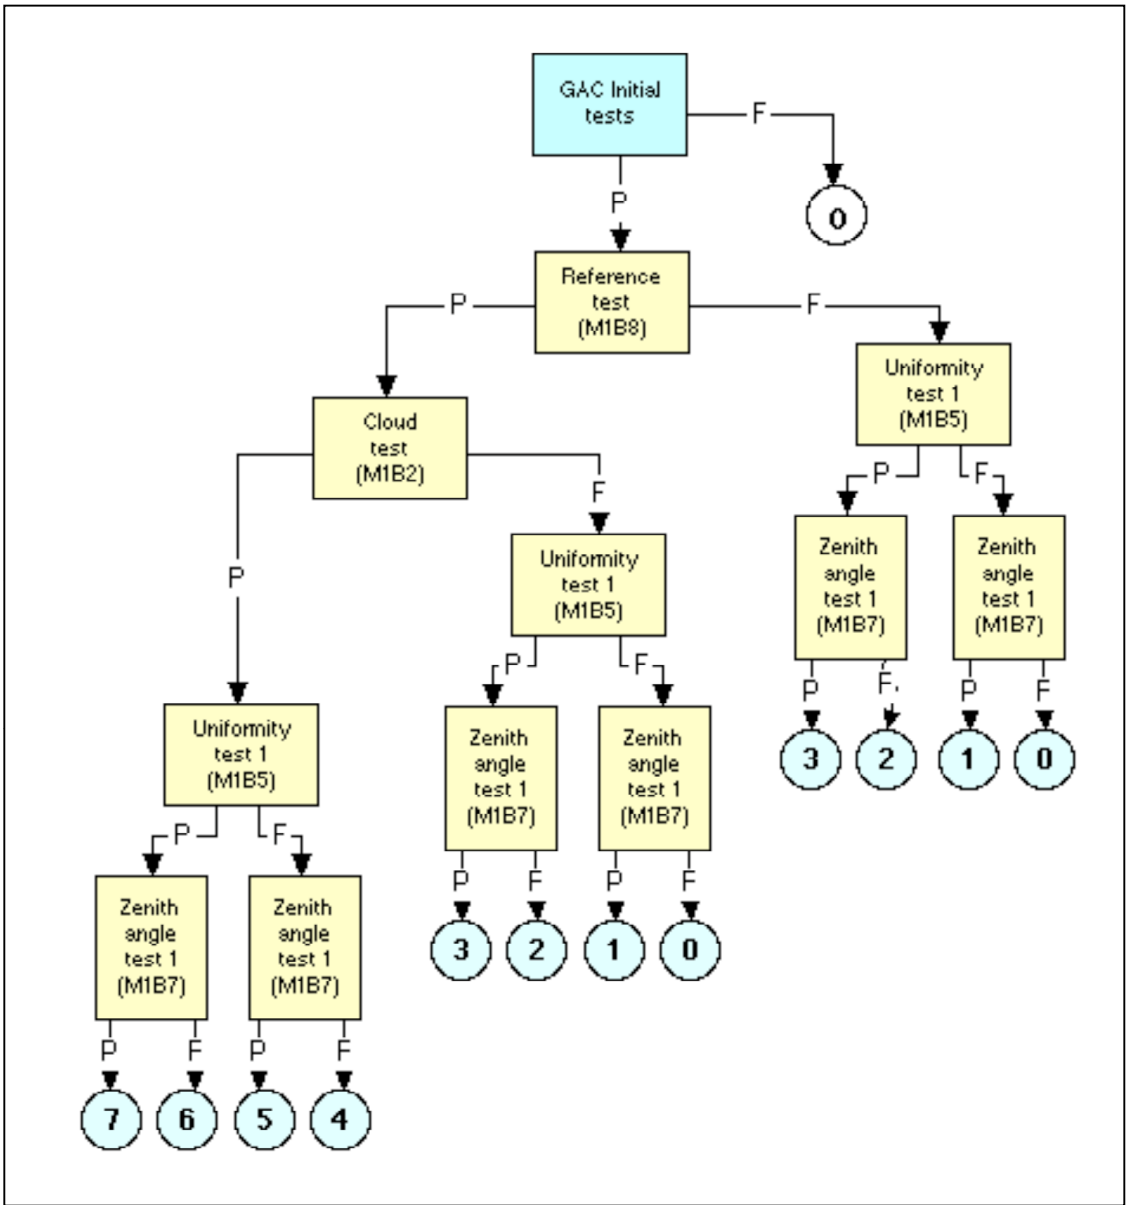 GAC Initial
tests
F
P
0
Reference
test
(M1B8)
P
F
Uniformity
test 1
(M1B5)
Cloud
test
(M1B2)
P
F
P
F
Zenith
angle
test 1
(M1B7)
Zenith
angle
test 1
(M1B7)
Uniformity
test 1
(M1B5)
P
F
P
F
P
F
3
2
1
0
Uniformity
test 1
(M1B5)
Zenith
angle
test 1
(M1B7)
Zenith
angle
test 1
(M1B7)
P
F
P
F
P
F
3
2
1
0
Zenith
angle
test 1
(M1B7)
Zenith
angle
test 1
(M1B7)
P
F
P
F
7
6
5
4